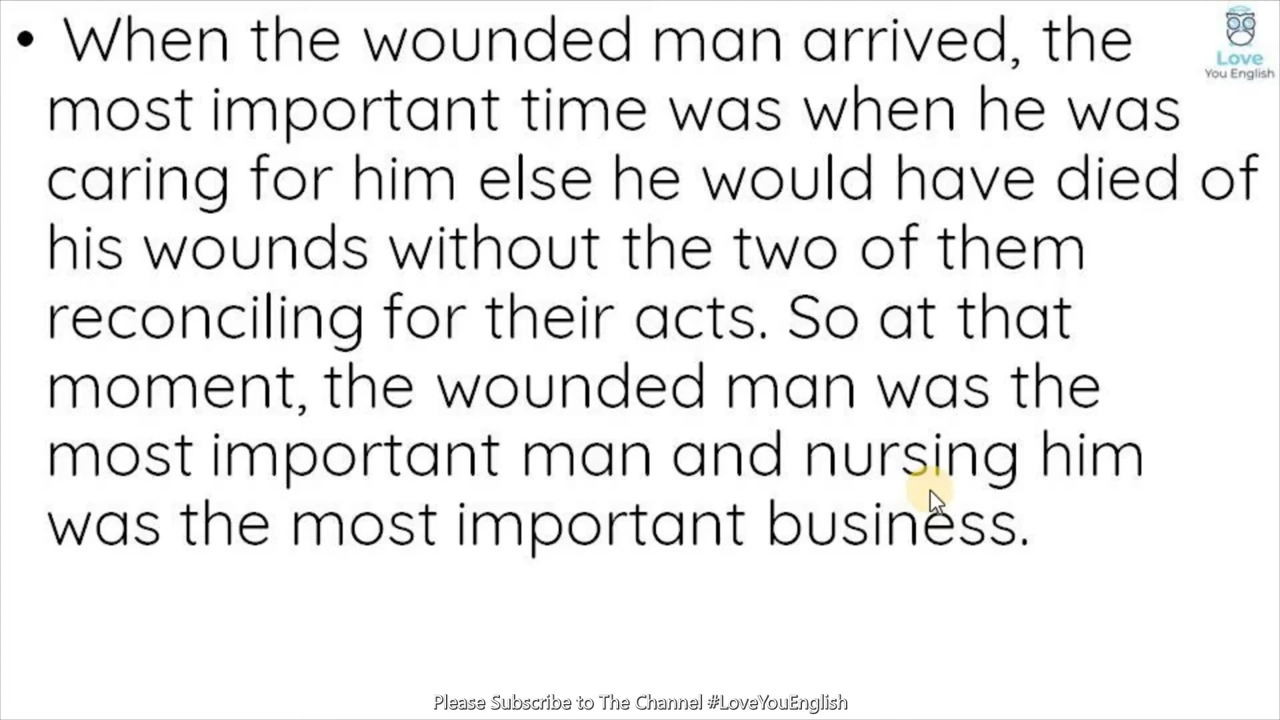 • When the wounded man arrived, the
most important time was when he was
caring for him else he would have died of
his wounds without the two of them
reconciling for their acts. So at that
moment, the wounded man was the
most important man and nursing him
was the most important business.
Love
You English
Please Subscribe to The Channel #LoveYouEnglish